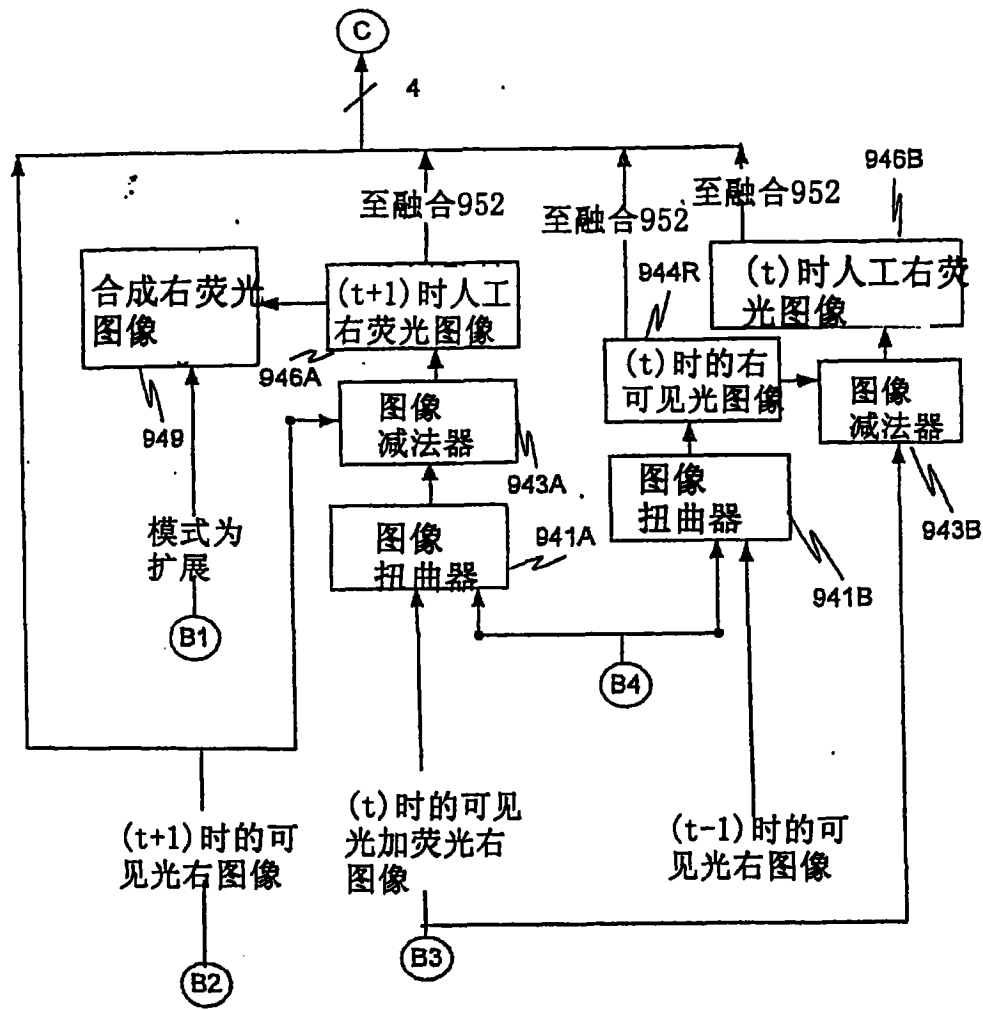 C
4
946B
至融合952
至融合952
至融合952
944R
合成右荧光
图像
(t+1)时人工
右荧光图像
(t)时人工右荧
光图像
946A
(t)时的右
可见光图像
图像
减法器
图像
减法器
949
943A
943B
图像
扭曲器
941A
图像
扭曲器
941B
模式为
扩展
B1
B4
(t+1)时的可
见光右图像
(t)时的可见
光加荧光右
图像
(t-1)时的可
见光右图像
B2
B3